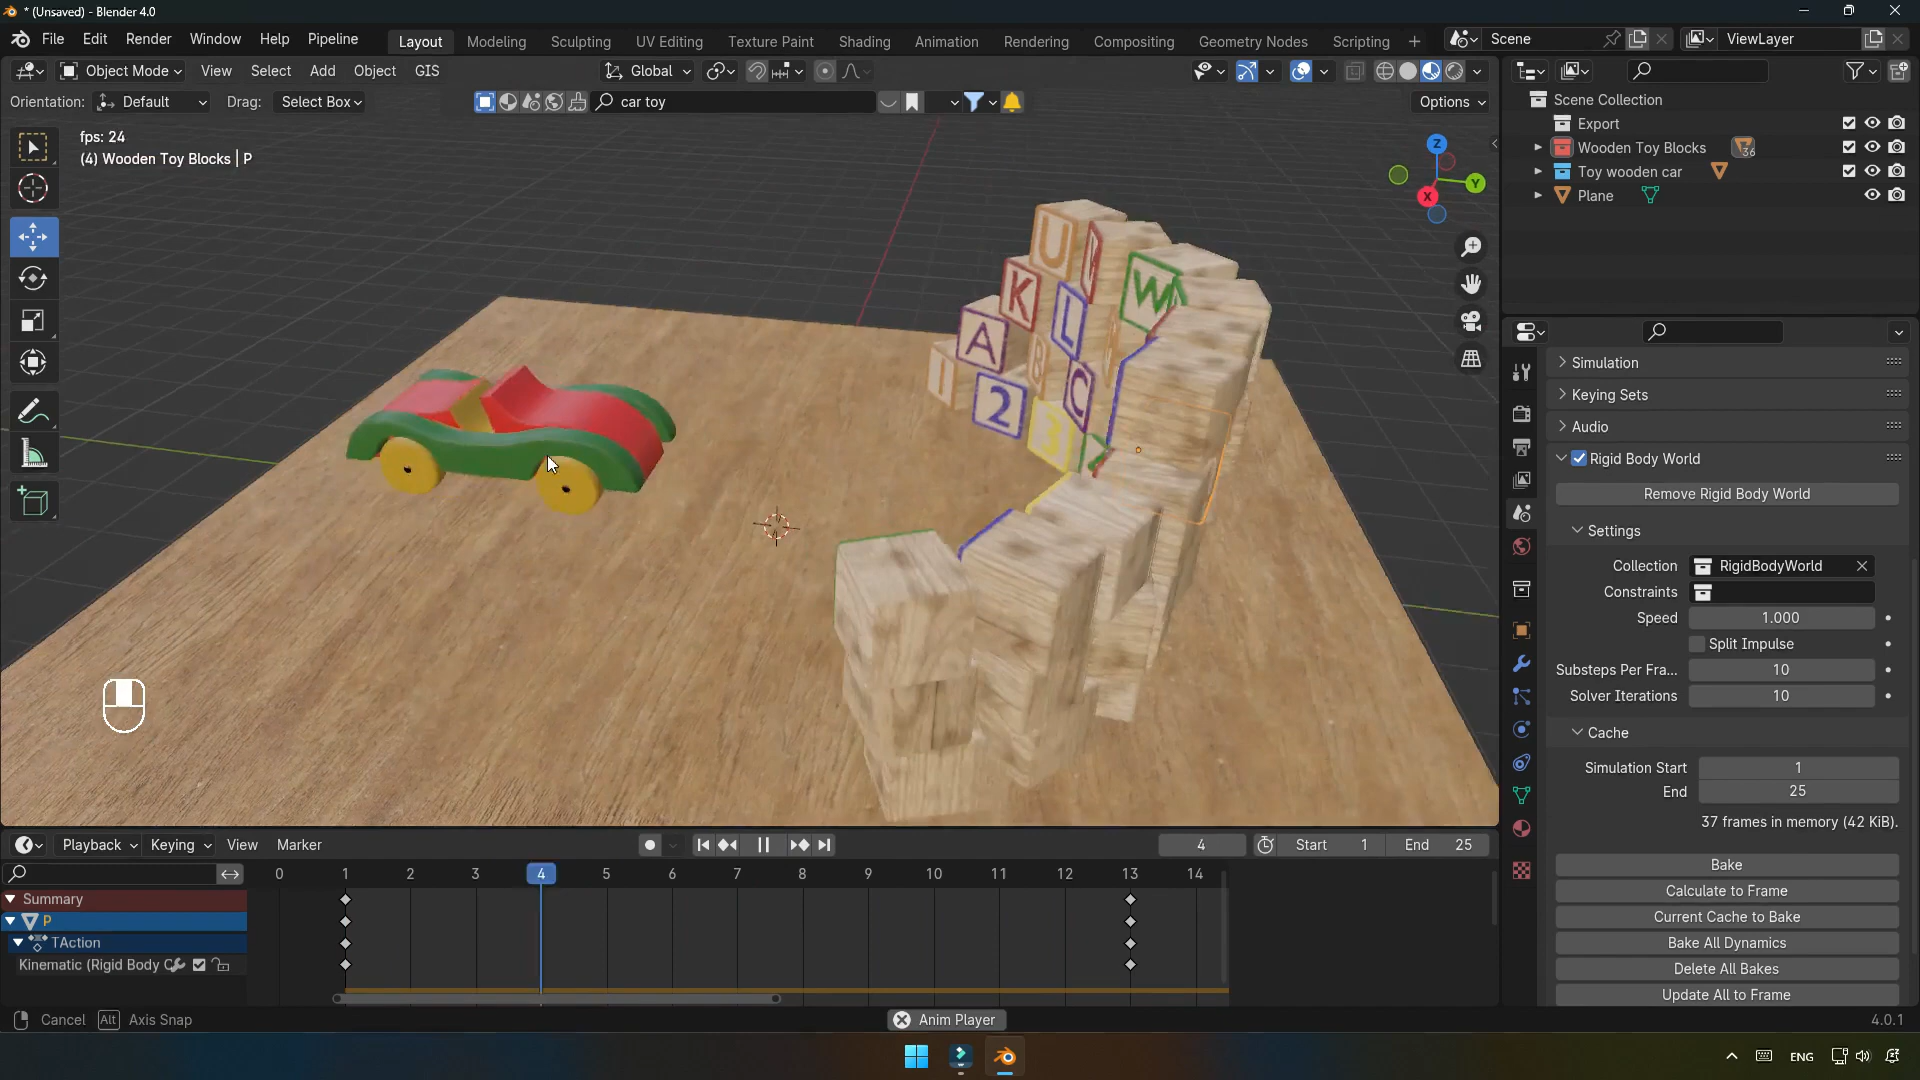 * (Unsaved) - Blender 4.0
File Edit Render Window Help Pipeline
Layout Modeling Sculpting UV Editing Texture Paint Shading Animation Rendering Compositing Geometry Nodes Scripting
Scene
ViewLayer
Object Mode View Select Add Object GIS
Global
Orientation: Default Drag: Select Box
car toy
Options
fps: 24
(4) Wooden Toy Blocks | P
Z
Y
X
U
K
L
W
A
B
C
1
2
3
Scene Collection
Export
Wooden Toy Blocks 36
Toy wooden car
Plane
Simulation
Keying Sets
Audio
Rigid Body World
Remove Rigid Body World
Settings
Collection RigidBodyWorld
Constraints
Speed 1.000
Split Impulse
Substeps Per Fra... 10
Solver Iterations 10
Cache
Simulation Start 1
End 25
37 frames in memory (42 KiB).
Bake
Calculate to Frame
Current Cache to Bake
Bake All Dynamics
Delete All Bakes
Update All to Frame
Playback Keying View Marker
4 Start 1 End 25
0 1 2 3 4 5 6 7 8 9 10 11 12 13 14
Summary
P
TAction
Kinematic (Rigid Body C
Cancel Alt Axis Snap
Anim Player
4.0.1
ENG